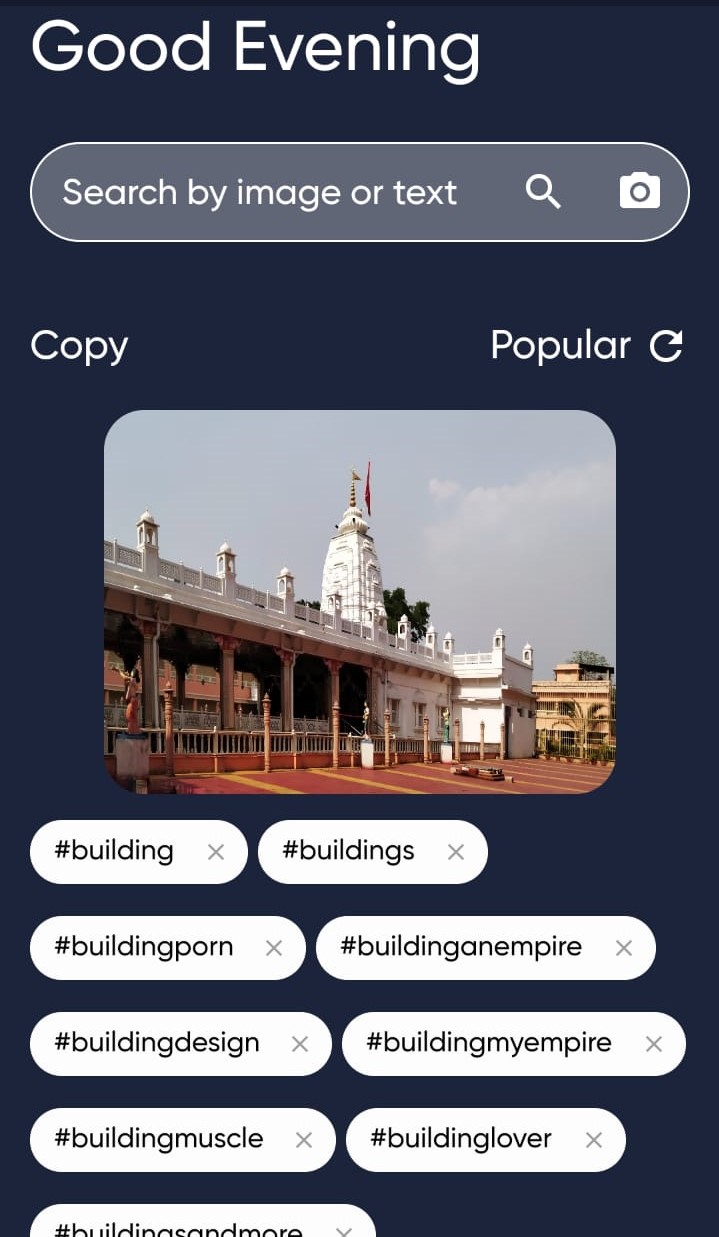 Good Evening
Search by image or text
Copy Popular
#building #buildings
#buildingporn #buildinganempire
#buildingdesign #buildingmyempire
#buildingmuscle #buildinglover
#buildingsandmore